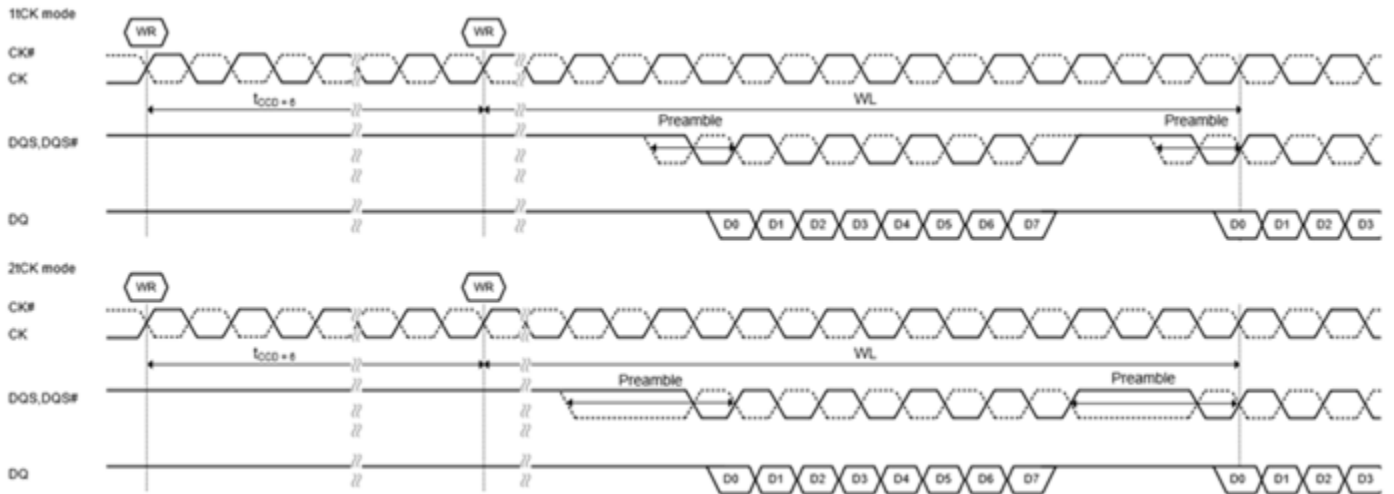 1tCK mode
WR WR
CK#
CK
tCCD = 6 WL
Preamble Preamble
DQS,DQS#
DQ D0 D1 D2 D3 D4 D5 D6 D7 D0 D1 D2 D3
2tCK mode
WR WR
CK#
CK
tCCD = 6 WL
Preamble Preamble
DQS,DQS#
DQ D0 D1 D2 D3 D4 D5 D6 D7 D0 D1 D2 D3